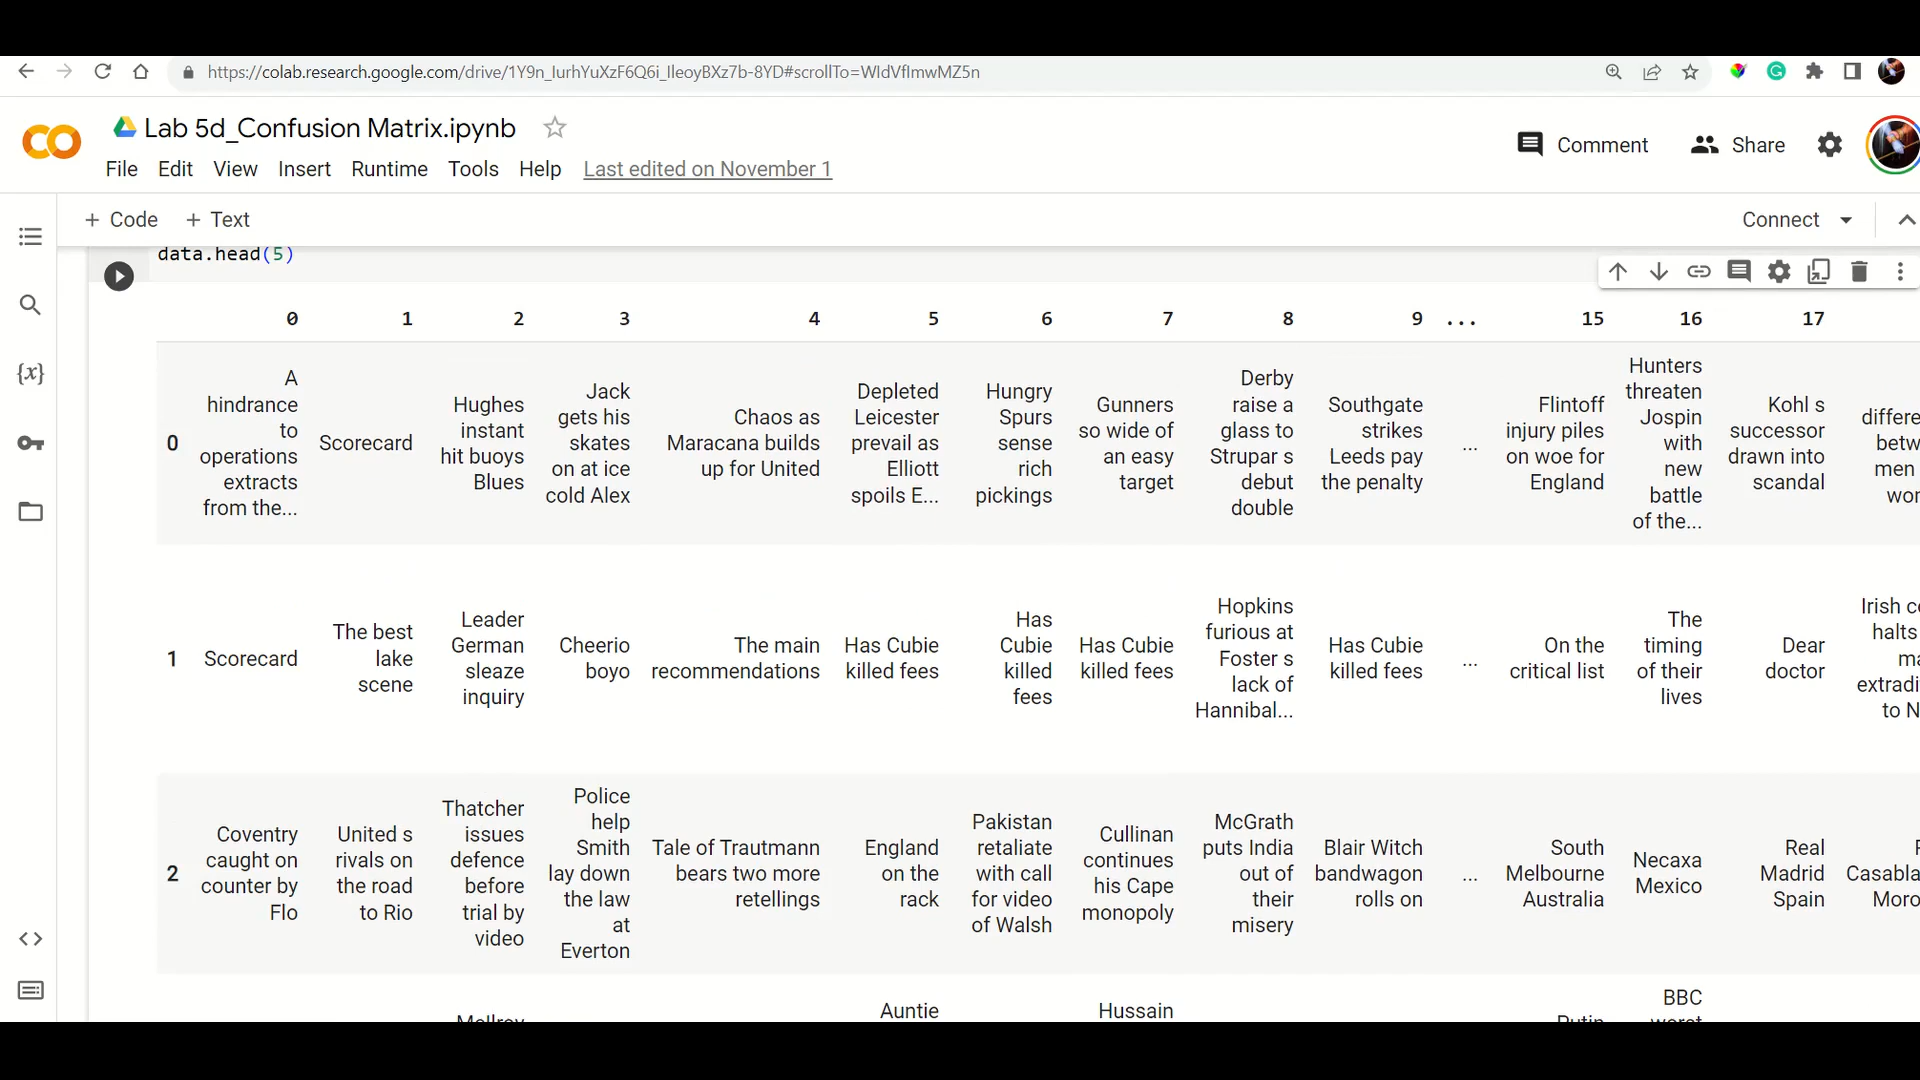 https://colab.research.google.com/drive/1Y9n_IurhYuXzF6Q6i_IleoyBXz7b-8YD#scrollTo=WIdVfImwMZ5n
Lab 5d_Confusion Matrix.ipynb
Comment
Share
File Edit View Insert Runtime Tools Help Last edited on November 1
+ Code + Text
Connect
data.head(5)
0 1 2 3 4 5 6 7 8 9 ... 15 16 17
0
A
hindrance
to
operations
extracts
from the...
Scorecard
Hughes
instant
hit buoys
Blues
Jack
gets his
skates
on at ice
cold Alex
Chaos as
Maracana builds
up for United
Depleted
Leicester
prevail as
Elliott
spoils E...
Hungry
Spurs
sense
rich
pickings
Gunners
so wide of
an easy
target
Derby
raise a
glass to
Strupar s
debut
double
Southgate
strikes
Leeds pay
the penalty
...
Flintoff
injury piles
on woe for
England
Hunters
threaten
Jospin
with
new
battle
of the...
Kohl s
successor
drawn into
scandal
differe
betw
men
wor
1
Scorecard
The best
lake
scene
Leader
German
sleaze
inquiry
Cheerio
boyo
The main
recommendations
Has Cubie
killed fees
Has
Cubie
killed
fees
Has Cubie
killed fees
Hopkins
furious at
Foster s
lack of
Hannibal...
Has Cubie
killed fees
...
On the
critical list
The
timing
of their
lives
Dear
doctor
Irish c
halts
ma
extradi
to N
2
Coventry
caught on
counter by
Flo
United s
rivals on
the road
to Rio
Thatcher
issues
defence
before
trial by
video
Police
help
Smith
lay down
the law
at
Everton
Tale of Trautmann
bears two more
retellings
England
on the
rack
Pakistan
retaliate
with call
for video
of Walsh
Cullinan
continues
his Cape
monopoly
McGrath
puts India
out of
their
misery
Blair Witch
bandwagon
rolls on
...
South
Melbourne
Australia
Necaxa
Mexico
Real
Madrid
Spain
Casabla
Moro
Auntie
Hussain
BBC